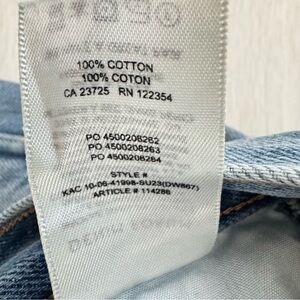 100% COTTON
100% COTON
CA 23725 RN 122354
PO 4500208262
PO 4500208263
PO 4500208264
STYLE #
KAC 10-06-41998-SU23(DW867)
ARTICLE # 114286